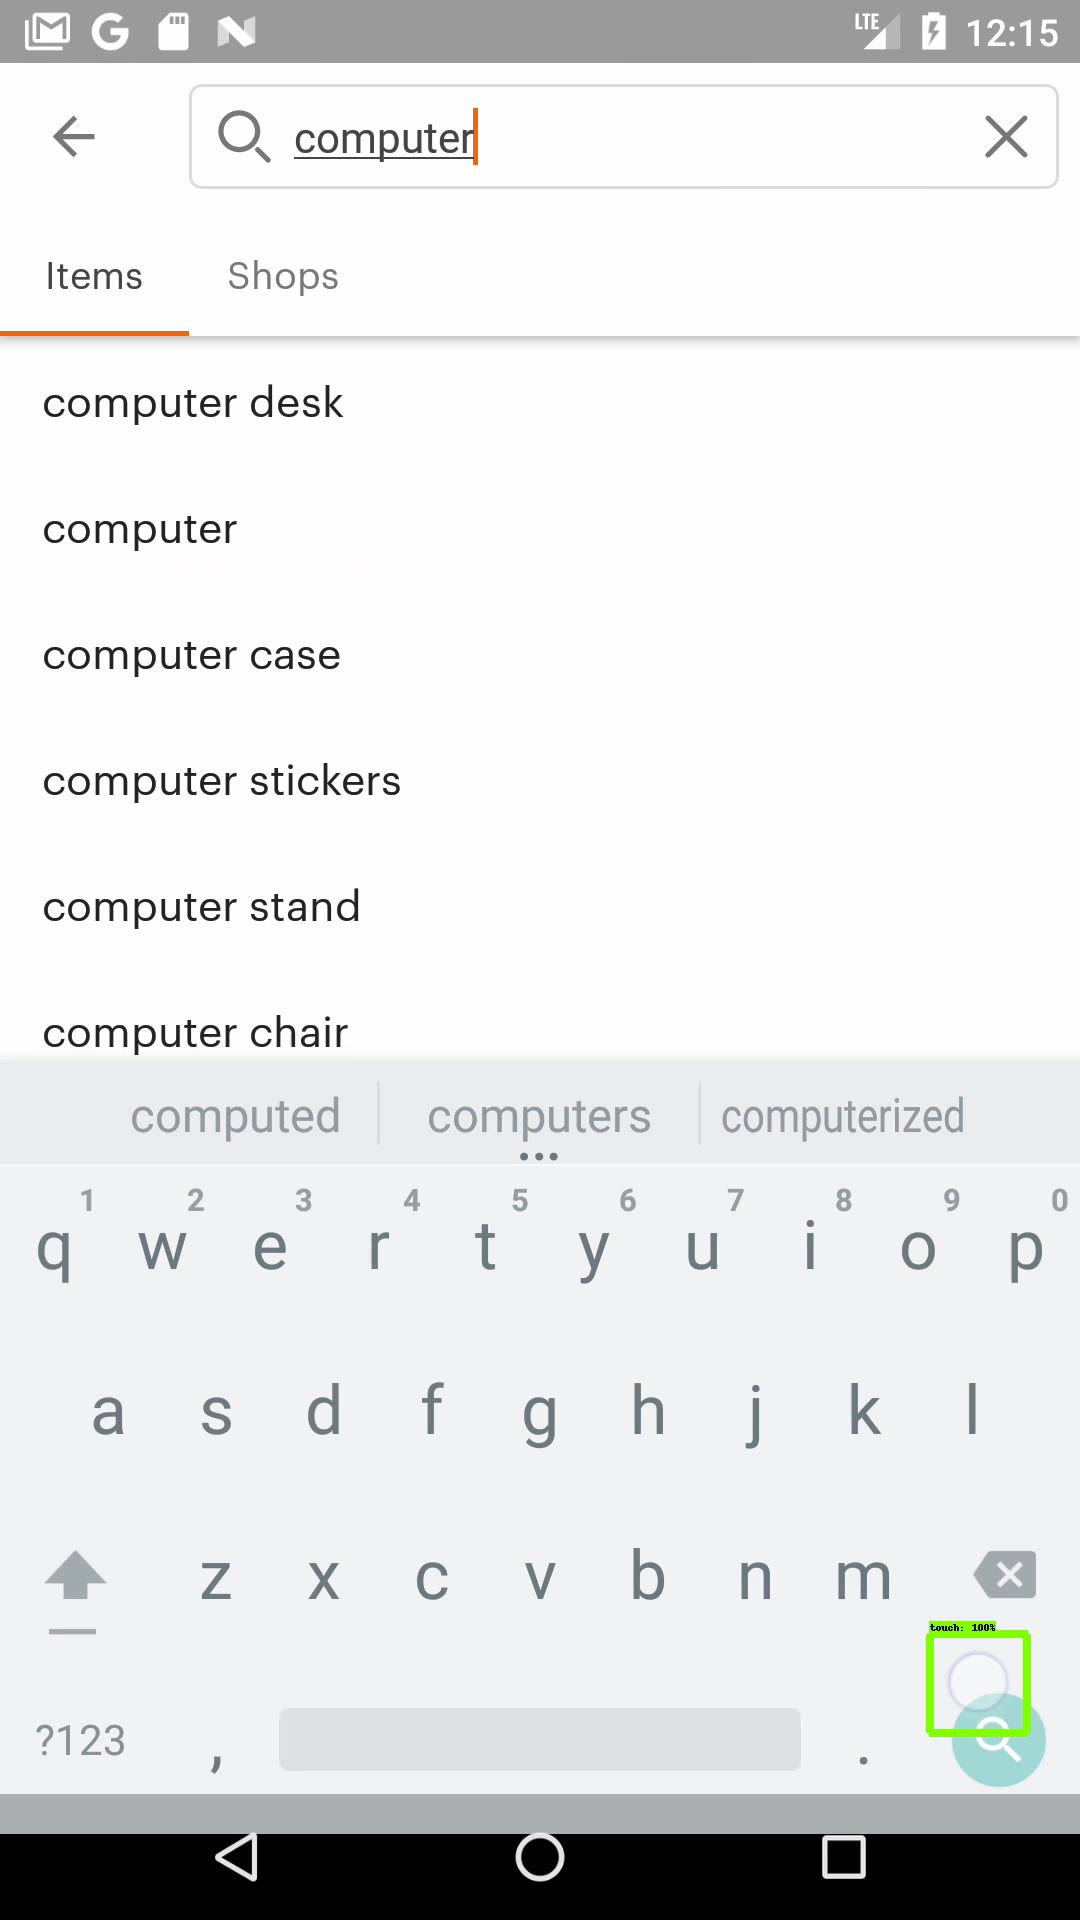 LTE 12:15
computer
Items Shops
computer desk
computer
computer case
computer stickers
computer stand
computer chair
computed computers computerized
1 2 3 4 5 6 7 8 9 0
q w e r t y u i o p
a s d f g h j k l
z x c v b n m
touch: 100%
?123 , .